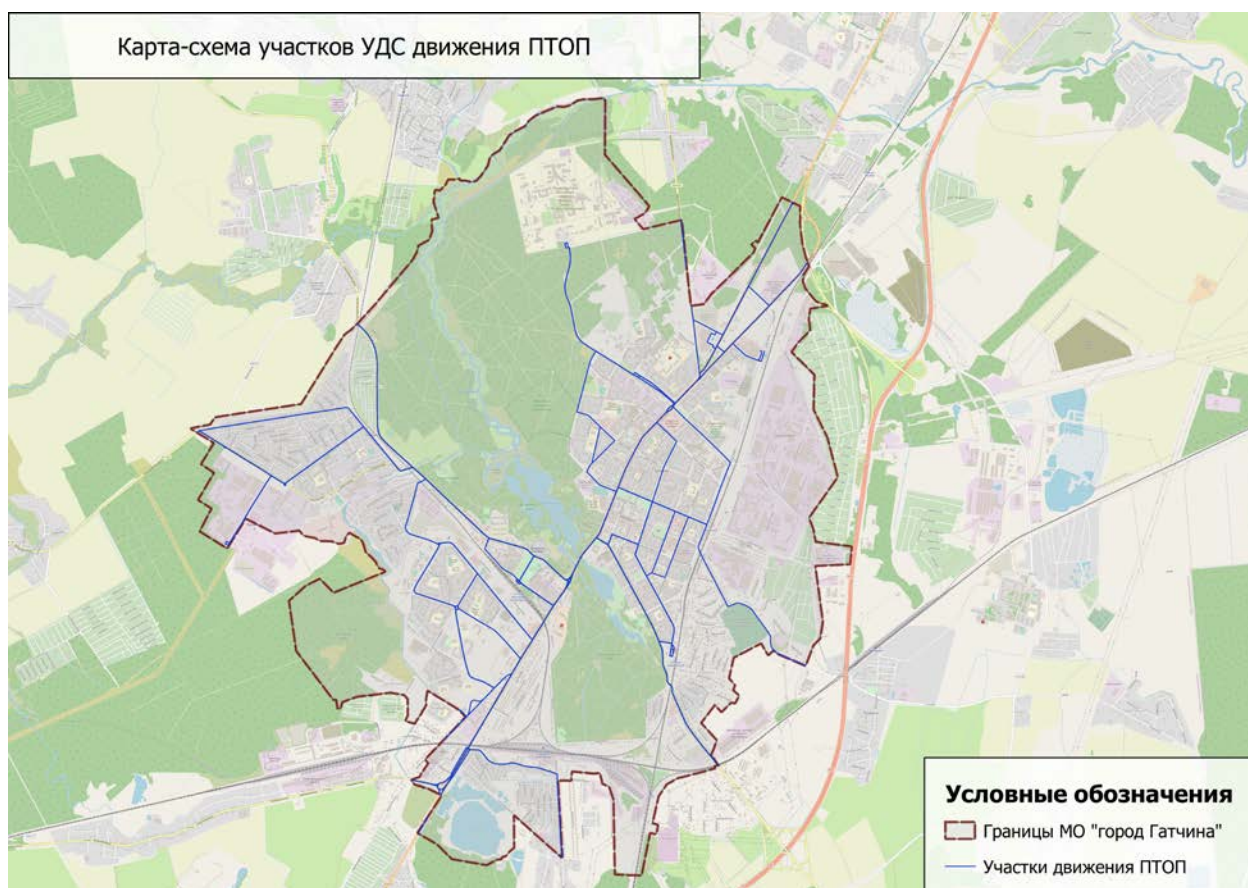 Карта-схема участков УДС движения ПТОП
Условные обозначения
Границы МО "город Гатчина"
Участки движения ПТОП